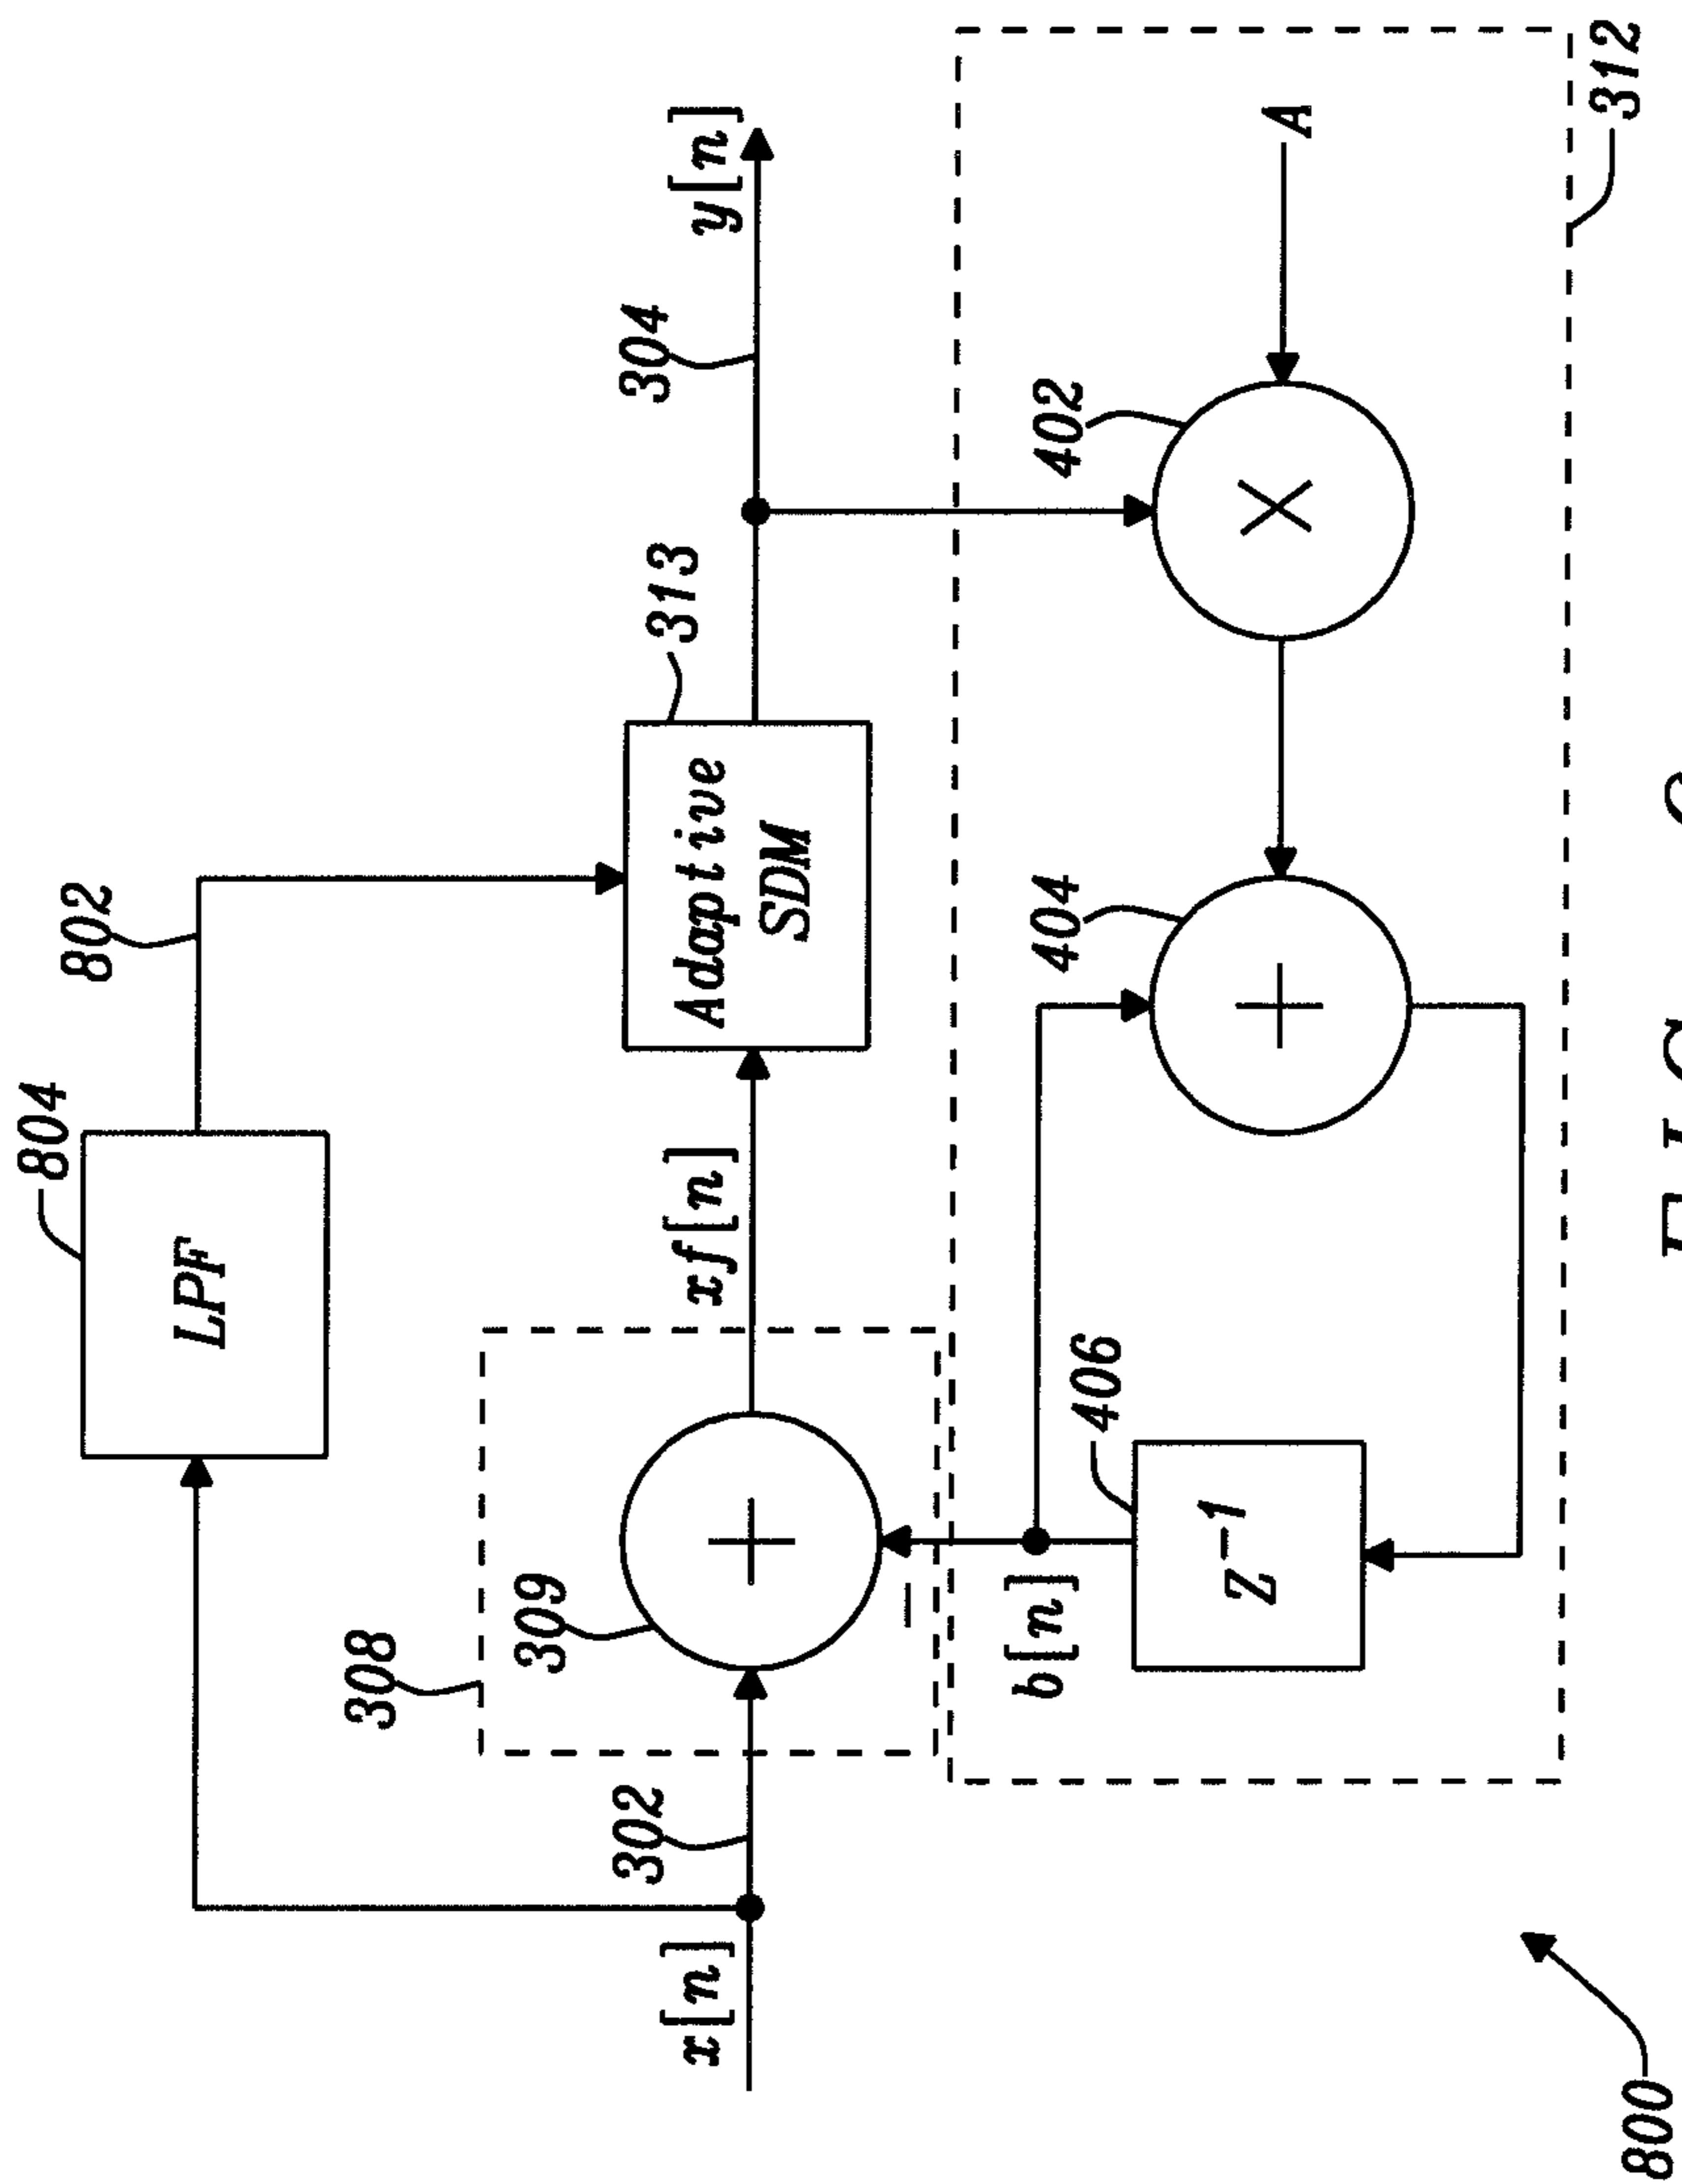 804
LPF
802
308
309
302
x[n]
xf[n]
Adaptive
SDM
313
304
y[n]
b[n]
406
Z⁻¹
404
402
A
312
800